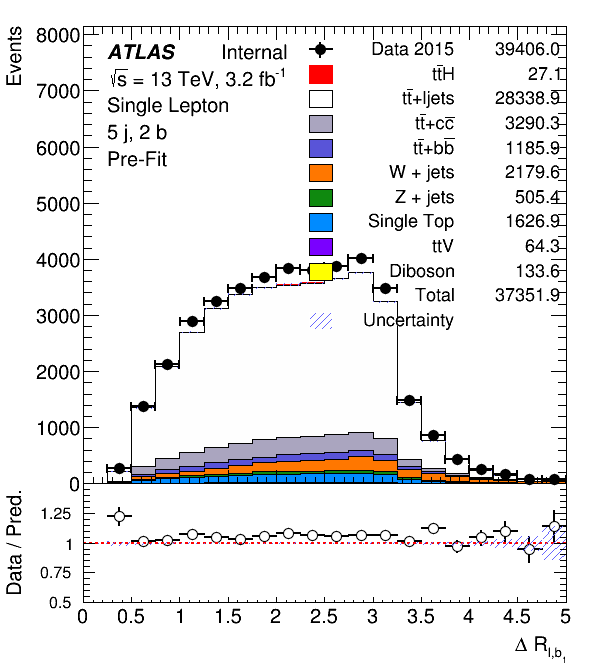 Events
8000
7000
6000
5000
4000
3000
2000
1000
0
ATLAS Internal
√s = 13 TeV, 3.2 fb⁻¹
Single Lepton
5 j, 2 b
Pre-Fit
Data 2015 39406.0
tt̄H 27.1
tt̄+ljets 28338.9
tt̄+cc̄ 3290.3
tt̄+bb̄ 1185.9
W + jets 2179.6
Z + jets 505.4
Single Top 1626.9
ttV 64.3
Diboson 133.6
Total 37351.9
Uncertainty
Data / Pred.
1.25
1
0.75
0.5
0 0.5 1 1.5 2 2.5 3 3.5 4 4.5 5
Δ R_{l,b₁}